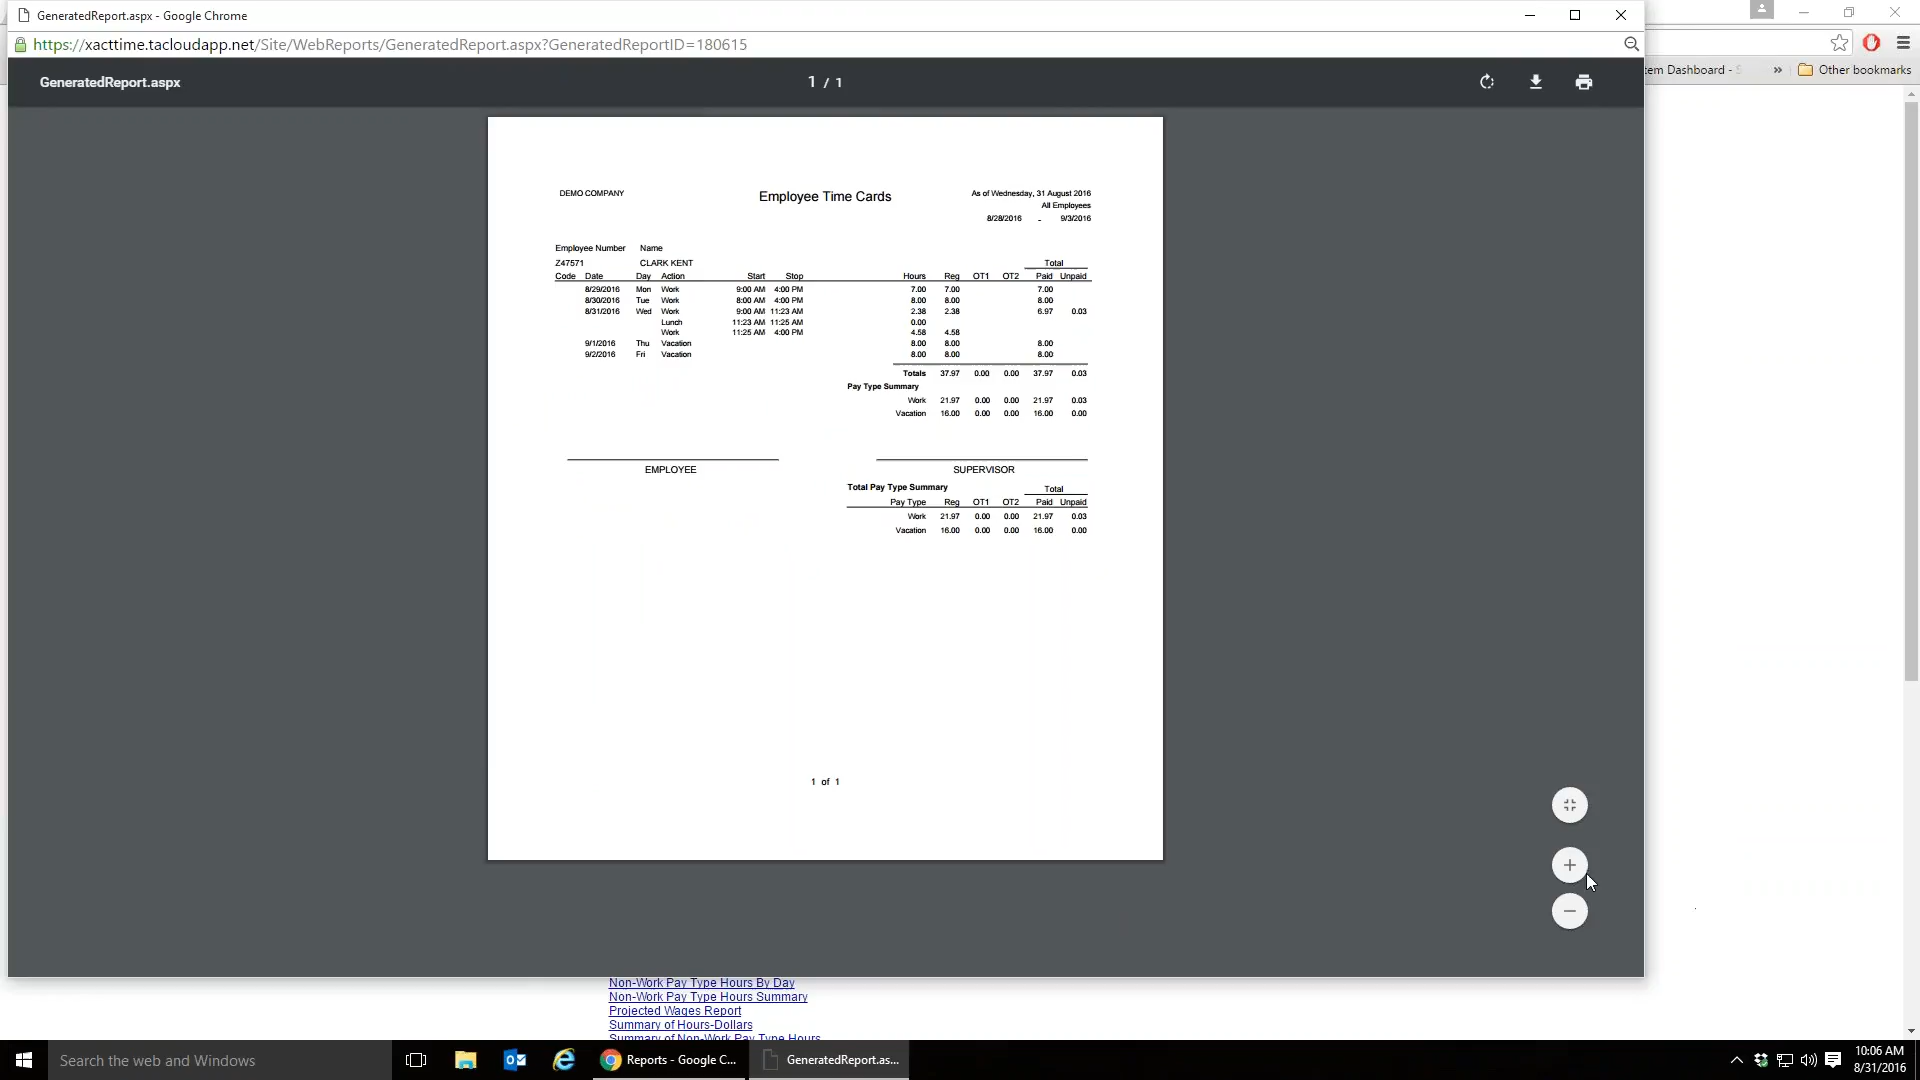 GeneratedReport.aspx - Google Chrome
https://xacttime.tacloudapp.net/Site/WebReports/GeneratedReport.aspx?GeneratedReportID=180615
tem Dashboard - S » Other bookmarks
GeneratedReport.aspx 1 / 1
DEMO COMPANY Employee Time Cards As of Wednesday, 31 August 2016
All Employees
8/28/2016 - 9/3/2016
Employee Number Name
Z47571 CLARK KENT Total
Code Date Day Action Start Stop Hours Reg OT1 OT2 Paid Unpaid
8/29/2016 Mon Work 9:00 AM 4:00 PM 7.00 7.00 7.00
8/30/2016 Tue Work 8:00 AM 4:00 PM 8.00 8.00 8.00
8/31/2016 Wed Work 9:00 AM 11:23 AM 2.38 2.38 6.97 0.03
Lunch 11:23 AM 11:25 AM 0.00
Work 11:25 AM 4:00 PM 4.58 4.58
9/1/2016 Thu Vacation 8.00 8.00 8.00
9/2/2016 Fri Vacation 8.00 8.00 8.00
Totals 37.97 0.00 0.00 37.97 0.03
Pay Type Summary
Work 21.97 0.00 0.00 21.97 0.03
Vacation 16.00 0.00 0.00 16.00 0.00
EMPLOYEE SUPERVISOR
Total Pay Type Summary Total
Pay Type Reg OT1 OT2 Paid Unpaid
Work 21.97 0.00 0.00 21.97 0.03
Vacation 16.00 0.00 0.00 16.00 0.00
1 of 1
Non-Work Pay Type Hours By Day
Non-Work Pay Type Hours Summary
Projected Wages Report
Summary of Hours-Dollars
Summary of Non-Work Pay Type Hours
Search the web and Windows Reports - Google C... GeneratedReport.as... 10:06 AM
8/31/2016